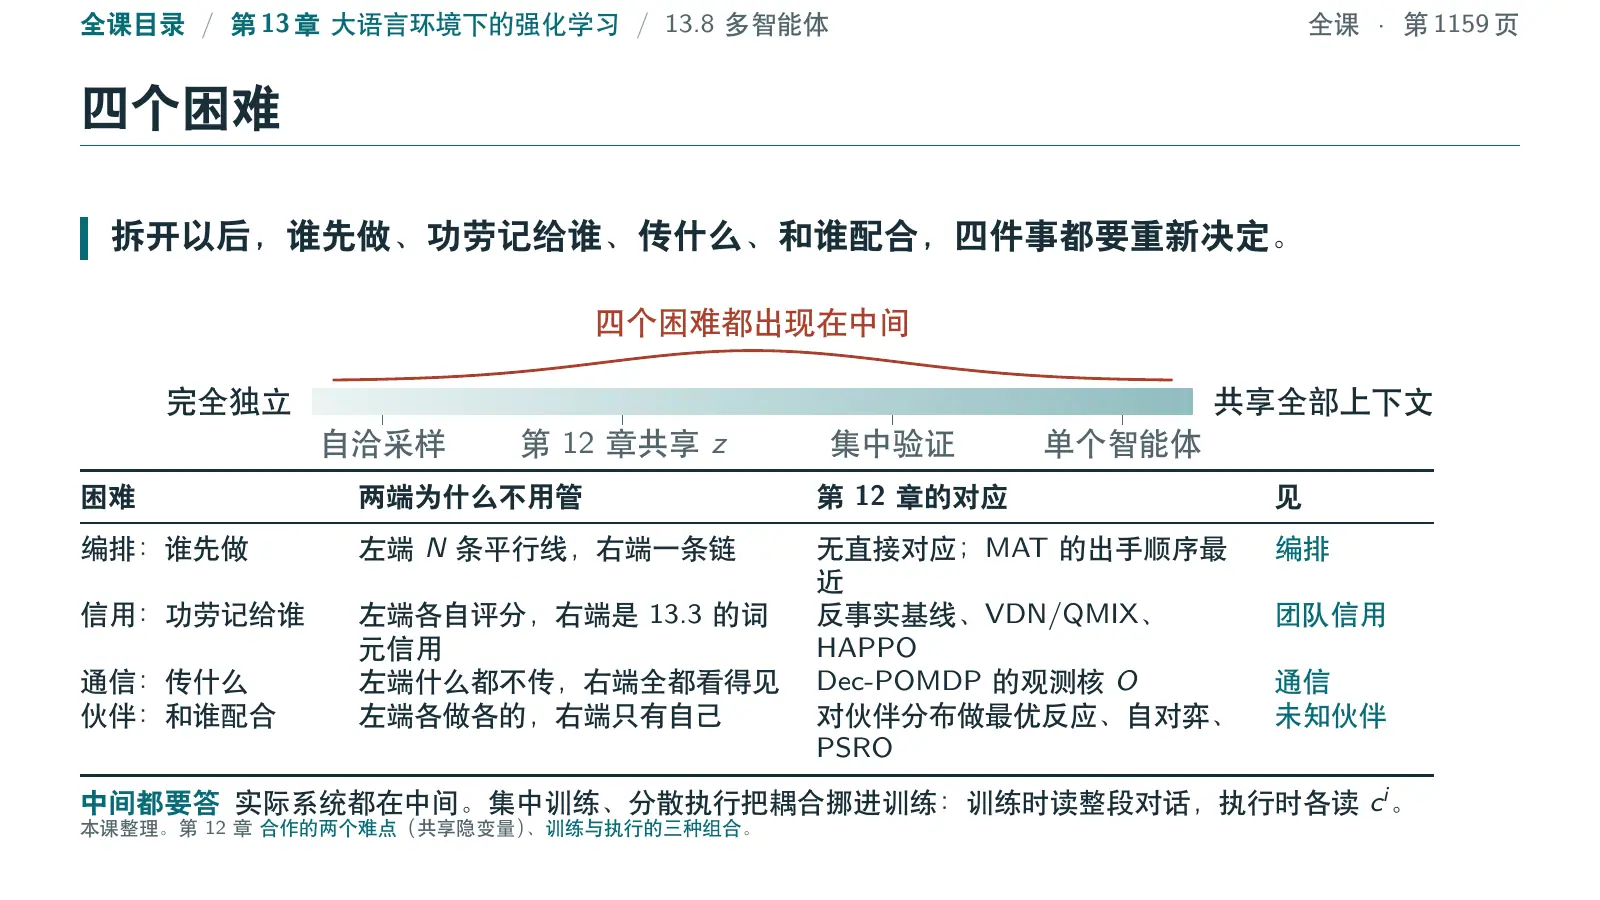 全课目录 / 第13章 大语言环境下的强化学习 / 13.8 多智能体
全课 · 第1159页
四个困难
拆开以后，谁先做、功劳记给谁、传什么、和谁配合，四件事都要重新决定。
四个困难都出现在中间
完全独立
共享全部上下文
自洽采样
第 12 章共享 z
集中验证
单个智能体
困难 两端为什么不用管 第 12 章的对应 见
编排：谁先做 左端 N 条平行线，右端一条链 无直接对应；MAT 的出手顺序最 编排
近
信用：功劳记给谁 左端各自评分，右端是 13.3 的词 反事实基线、VDN/QMIX、 团队信用
元信用 HAPPO
通信：传什么 左端什么都不传，右端全都看得见 Dec-POMDP 的观测核 O 通信
伙伴：和谁配合 左端各做各的，右端只有自己 对伙伴分布做最优反应、自对弈、 未知伙伴
PSRO
中间都要答 实际系统都在中间。集中训练、分散执行把耦合挪进训练：训练时读整段对话，执行时各读 cⁱ。
本课整理。第 12 章 合作的两个难点（共享隐变量）、训练与执行的三种组合。